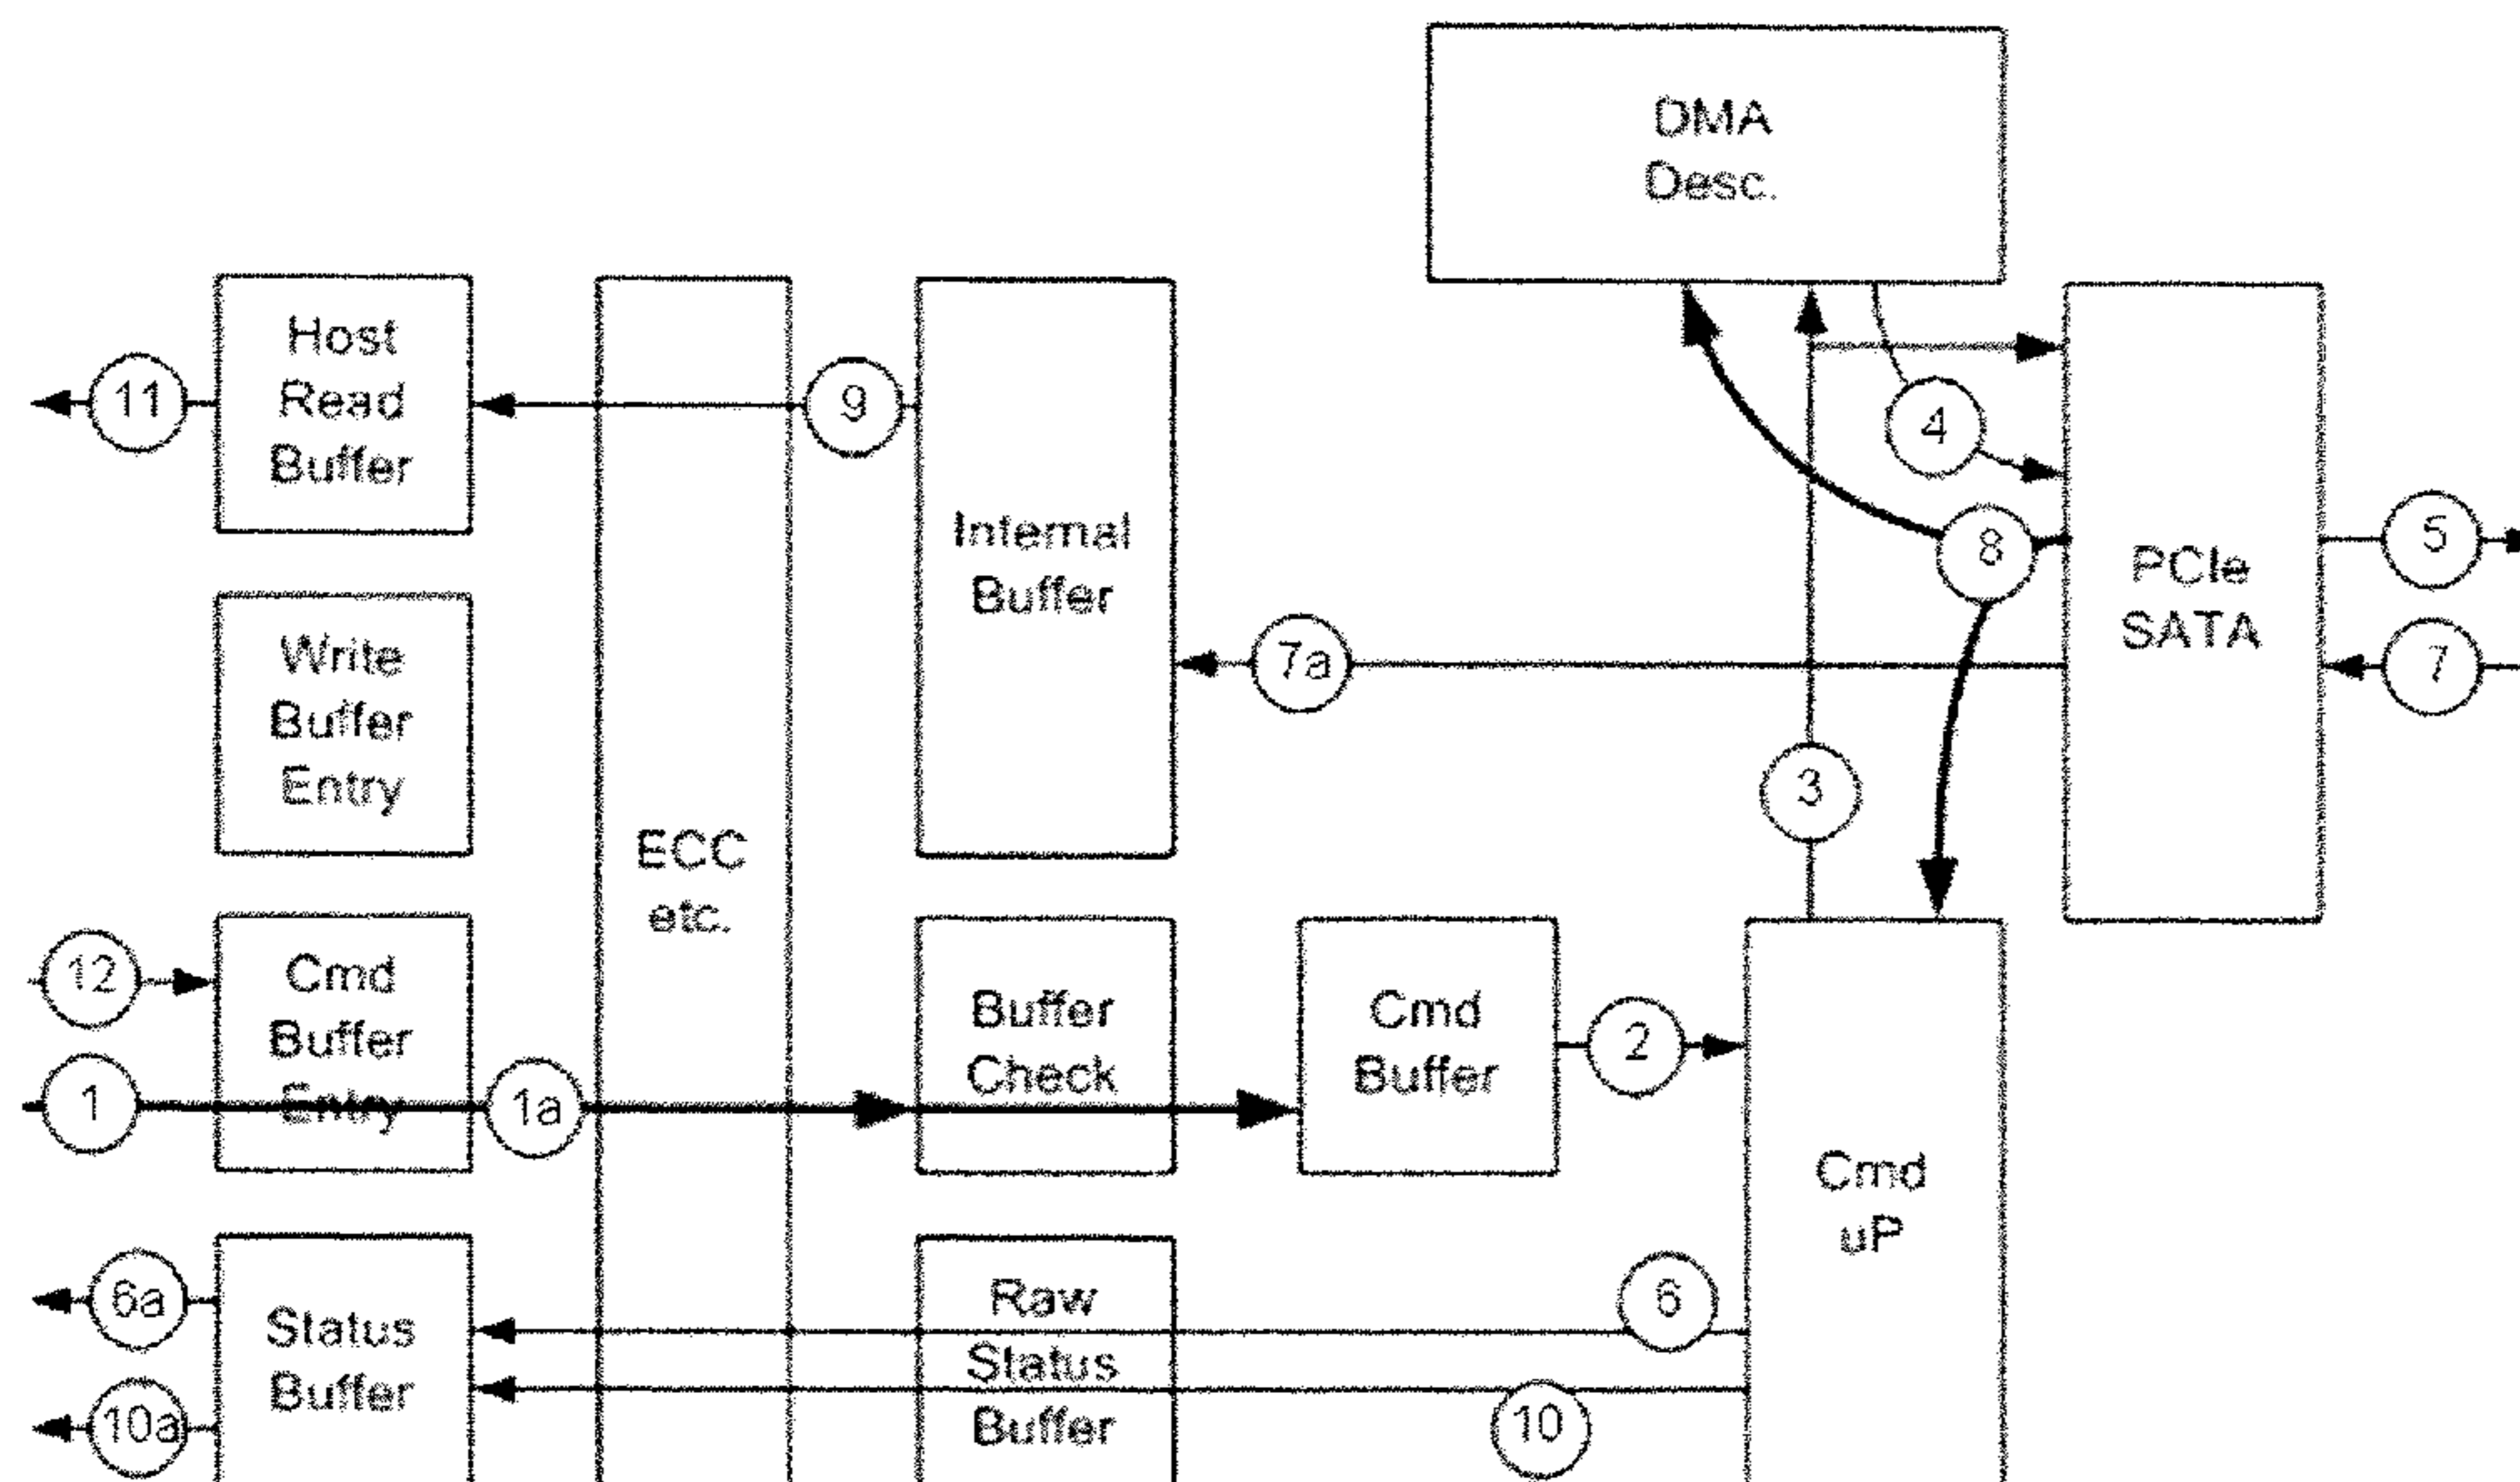 DMA
Desc.
Host
Read
Buffer
11
9
Internal
Buffer
4
8
5
PCIe
SATA
7a
7
Write
Buffer
Entry
3
ECC
etc.
12
Cmd
Buffer
Entry
1
1a
Buffer
Check
Cmd
Buffer
2
Cmd
uP
6a
10a
Status
Buffer
Raw
Status
Buffer
6
10